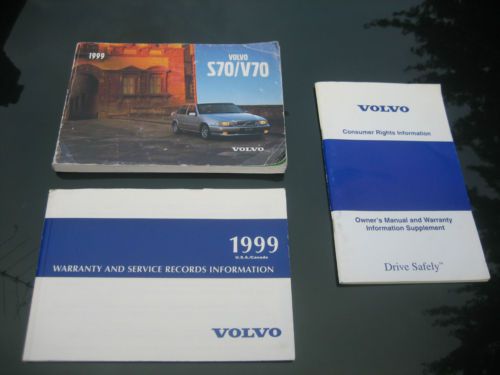 1999
VOLVO
S70/V70
VOLVO
VOLVO
Consumer Rights Information
Owner's Manual and Warranty
Information Supplement
Drive Safely™
1999
U.S.A./Canada
WARRANTY AND SERVICE RECORDS INFORMATION
VOLVO